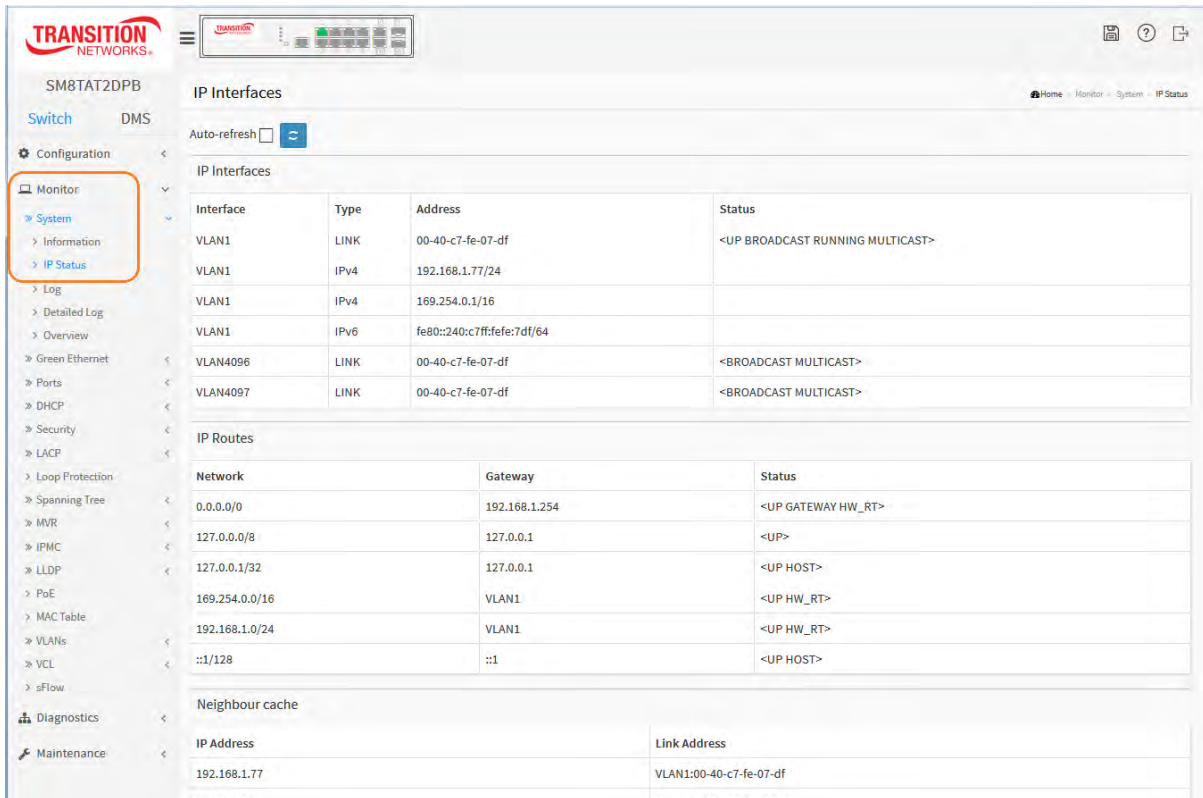 TRANSITION
NETWORKS®
TRANSITION
SM8TAT2DPB
Switch DMS
Configuration
Monitor
System
Information
IP Status
Log
Detailed Log
Overview
Green Ethernet
Ports
DHCP
Security
LACP
Loop Protection
Spanning Tree
MVR
IPMC
LLDP
PoE
MAC Table
VLANs
VCL
sFlow
Diagnostics
Maintenance
IP Interfaces
Home > Monitor > System > IP Status
Auto-refresh
IP Interfaces
Interface Type Address Status
VLAN1 LINK 00-40-c7-fe-07-df <UP BROADCAST RUNNING MULTICAST>
VLAN1 IPv4 192.168.1.77/24
VLAN1 IPv4 169.254.0.1/16
VLAN1 IPv6 fe80::240:c7ff:fefe:7df/64
VLAN4096 LINK 00-40-c7-fe-07-df <BROADCAST MULTICAST>
VLAN4097 LINK 00-40-c7-fe-07-df <BROADCAST MULTICAST>
IP Routes
Network Gateway Status
0.0.0.0/0 192.168.1.254 <UP GATEWAY HW_RT>
127.0.0.0/8 127.0.0.1 <UP>
127.0.0.1/32 127.0.0.1 <UP HOST>
169.254.0.0/16 VLAN1 <UP HW_RT>
192.168.1.0/24 VLAN1 <UP HW_RT>
::1/128 ::1 <UP HOST>
Neighbour cache
IP Address Link Address
192.168.1.77 VLAN1:00-40-c7-fe-07-df